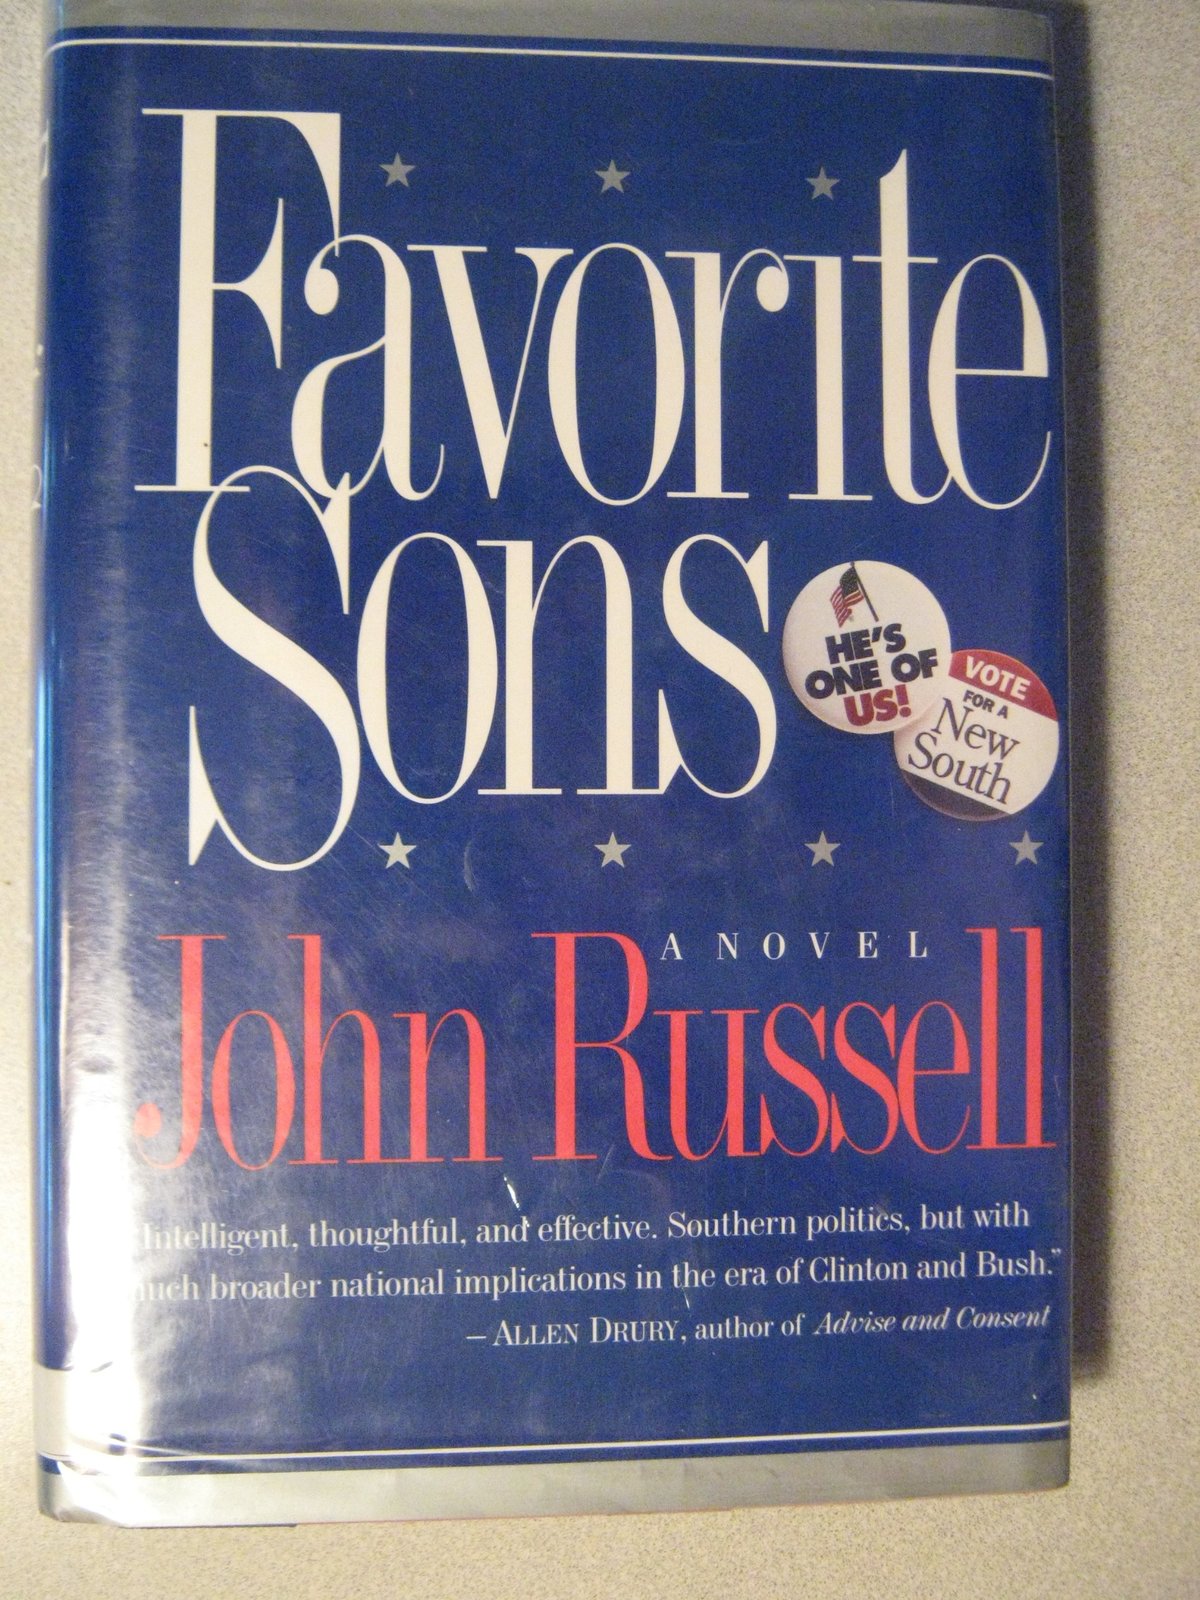 Favorite
Sons
HE'S
ONE OF
US!
VOTE
FOR A
New
South
A NOVEL
John Russell
Intelligent, thoughtful, and effective. Southern politics, but with
broader national implications in the era of Clinton and Bush."
– ALLEN DRURY, author of Advise and Consent